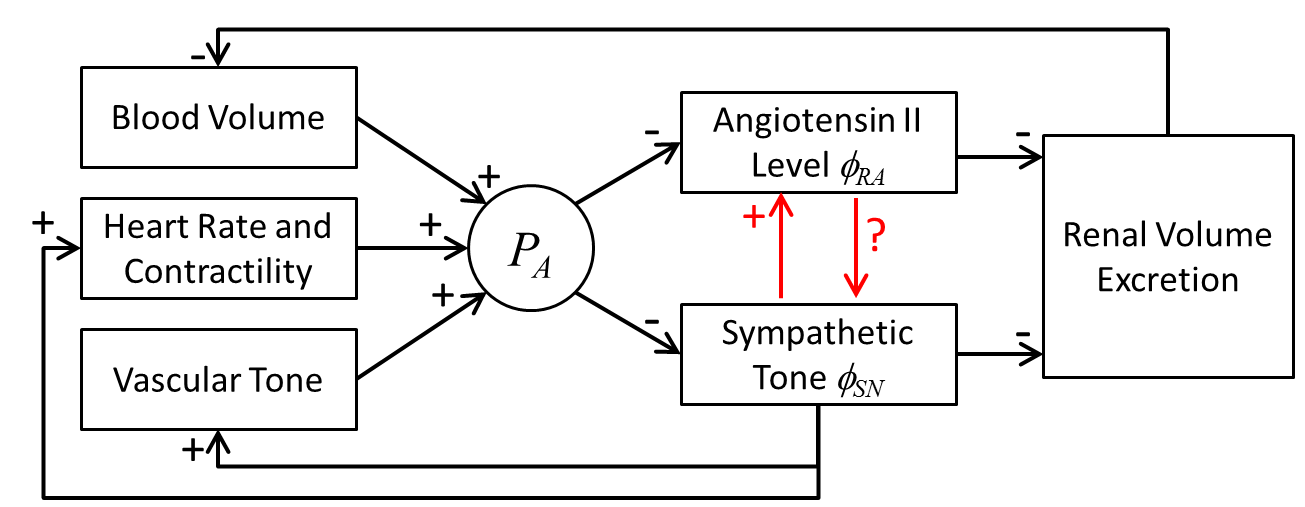 -
Blood Volume
+
Heart Rate and
Contractility
+
Vascular Tone
+
+
+
+
P_A
-
-
Angiotensin II
Level ϕ_RA
+
?
Sympathetic
Tone ϕ_SN
-
-
Renal Volume
Excretion